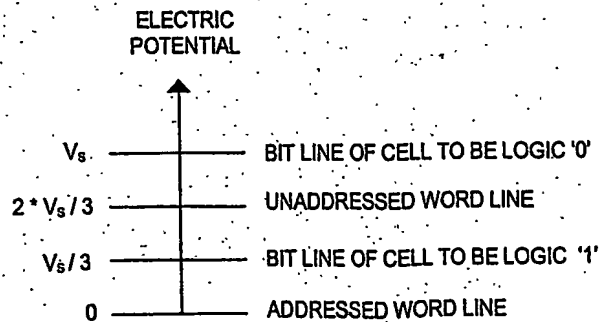 ELECTRIC
POTENTIAL
Vs BIT LINE OF CELL TO BE LOGIC '0'
2 * Vs / 3 UNADDRESSED WORD LINE
Vs / 3 BIT LINE OF CELL TO BE LOGIC '1'
0 ADDRESSED WORD LINE